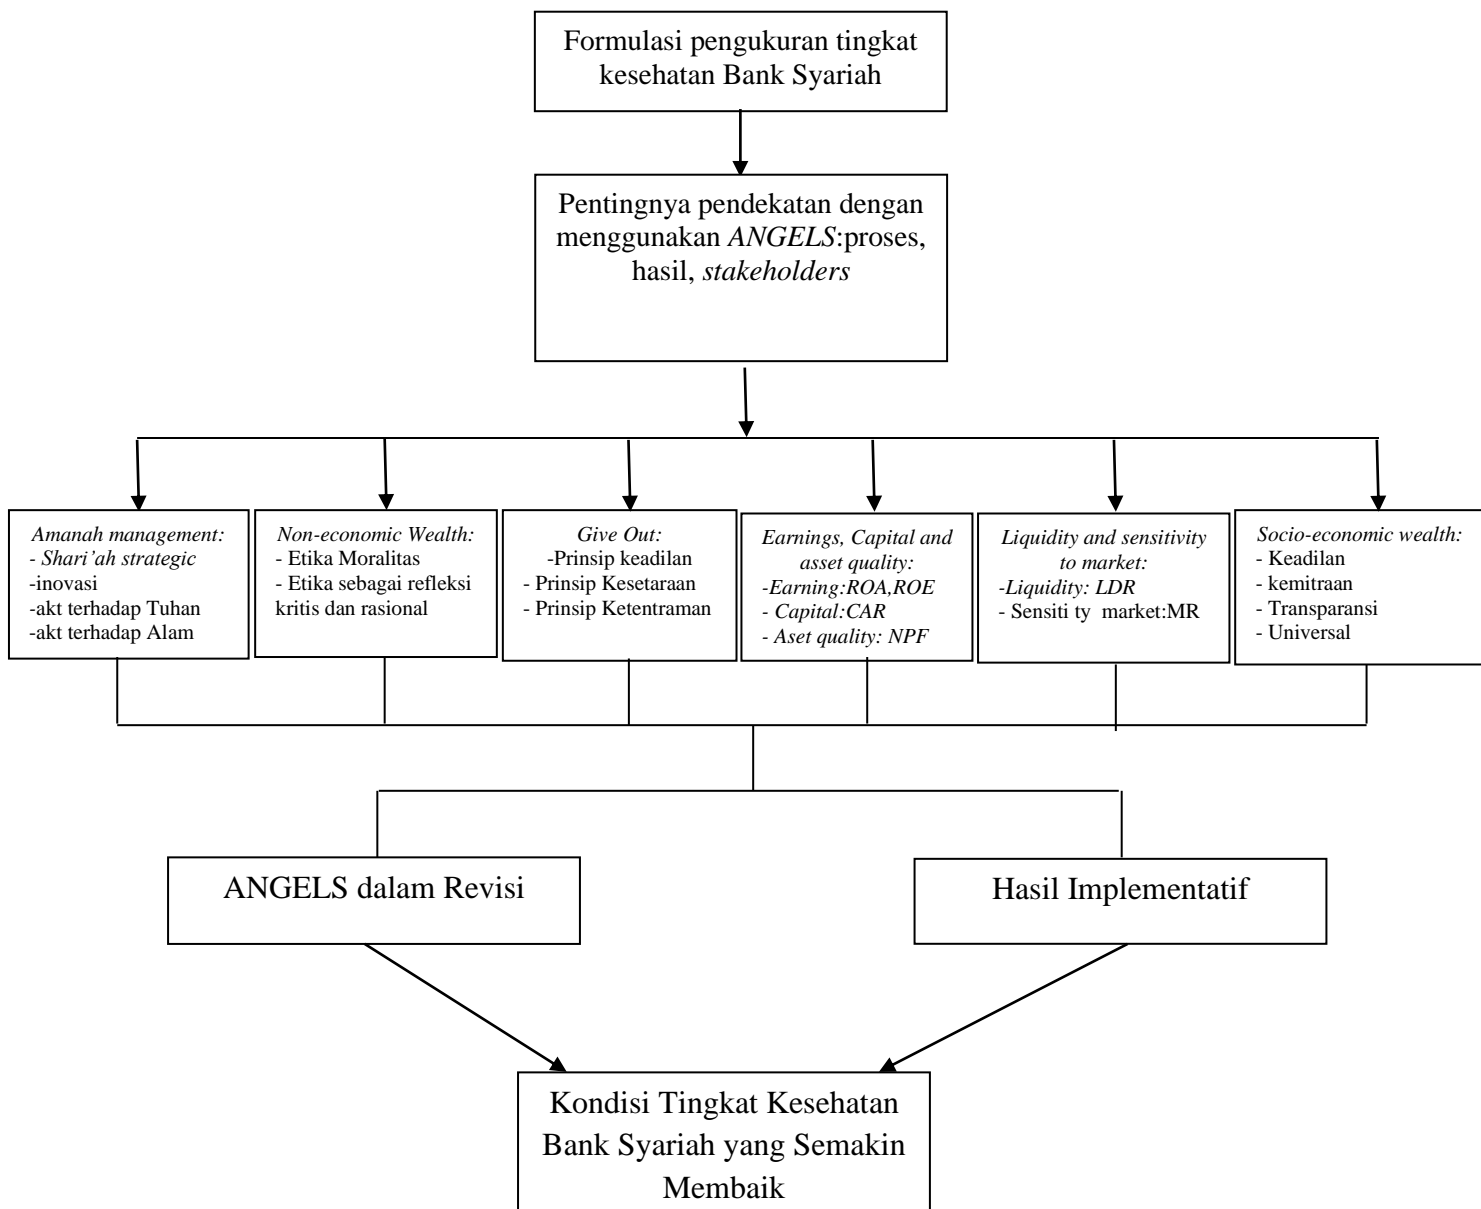 Formulasi pengukuran tingkat
kesehatan Bank Syariah
Pentingnya pendekatan dengan
menggunakan ANGELS:proses,
hasil, stakeholders
Amanah management:
- Shari'ah strategic
-inovasi
-akt terhadap Tuhan
-akt terhadap Alam
Non-economic Wealth:
- Etika Moralitas
- Etika sebagai refleksi
kritis dan rasional
Give Out:
-Prinsip keadilan
- Prinsip Kesetaraan
- Prinsip Ketentraman
Earnings, Capital and
asset quality:
-Earning:ROA,ROE
- Capital:CAR
- Aset quality: NPF
Liquidity and sensitivity
to market:
-Liquidity: LDR
- Sensiti ty  market:MR
Socio-economic wealth:
- Keadilan
- kemitraan
- Transparansi
- Universal
ANGELS dalam Revisi
Hasil Implementatif
Kondisi Tingkat Kesehatan
Bank Syariah yang Semakin
Membaik